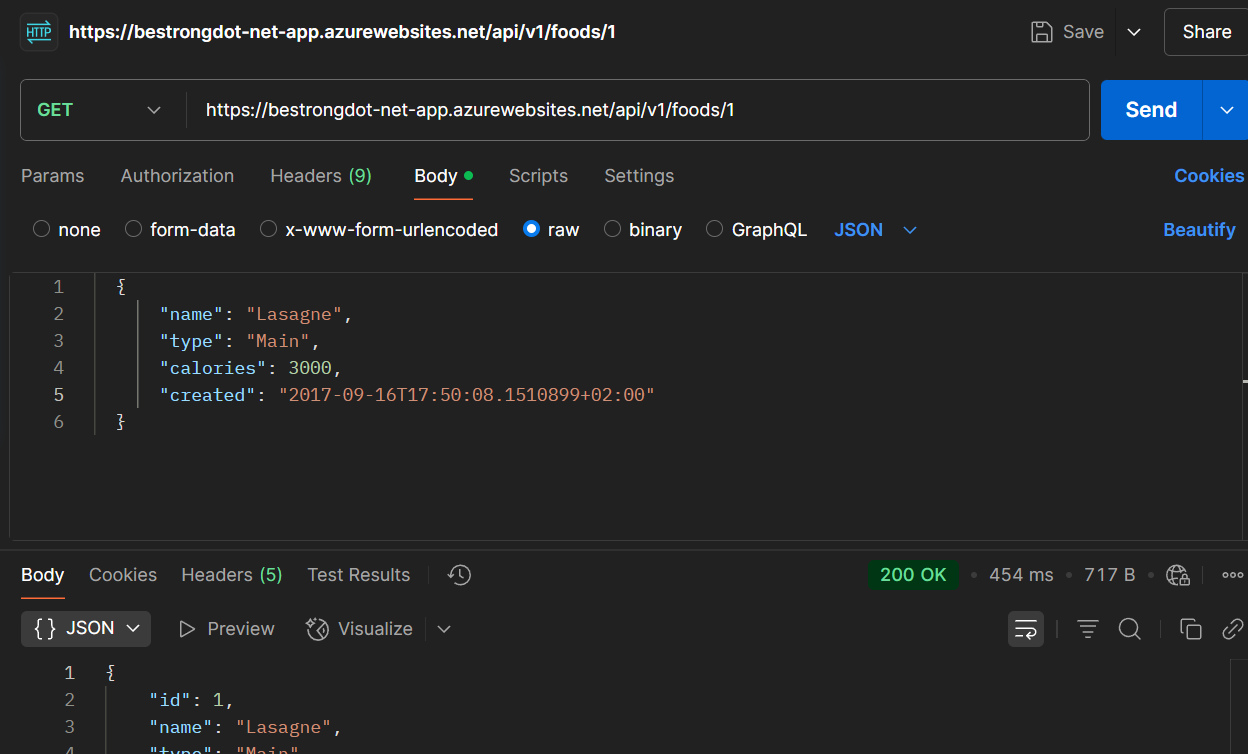 HTTP https://bestrongdot-net-app.azurewebsites.net/api/v1/foods/1 Save Share
GET https://bestrongdot-net-app.azurewebsites.net/api/v1/foods/1 Send
Params Authorization Headers (9) Body Scripts Settings Cookies
none form-data x-www-form-urlencoded raw binary GraphQL JSON Beautify
1 {
2 "name": "Lasagne",
3 "type": "Main",
4 "calories": 3000,
5 "created": "2017-09-16T17:50:08.1510899+02:00"
6 }
Body Cookies Headers (5) Test Results 200 OK • 454 ms • 717 B •
{} JSON Preview Visualize
1 {
2 "id": 1,
3 "name": "Lasagne",
4 "type": "Main"